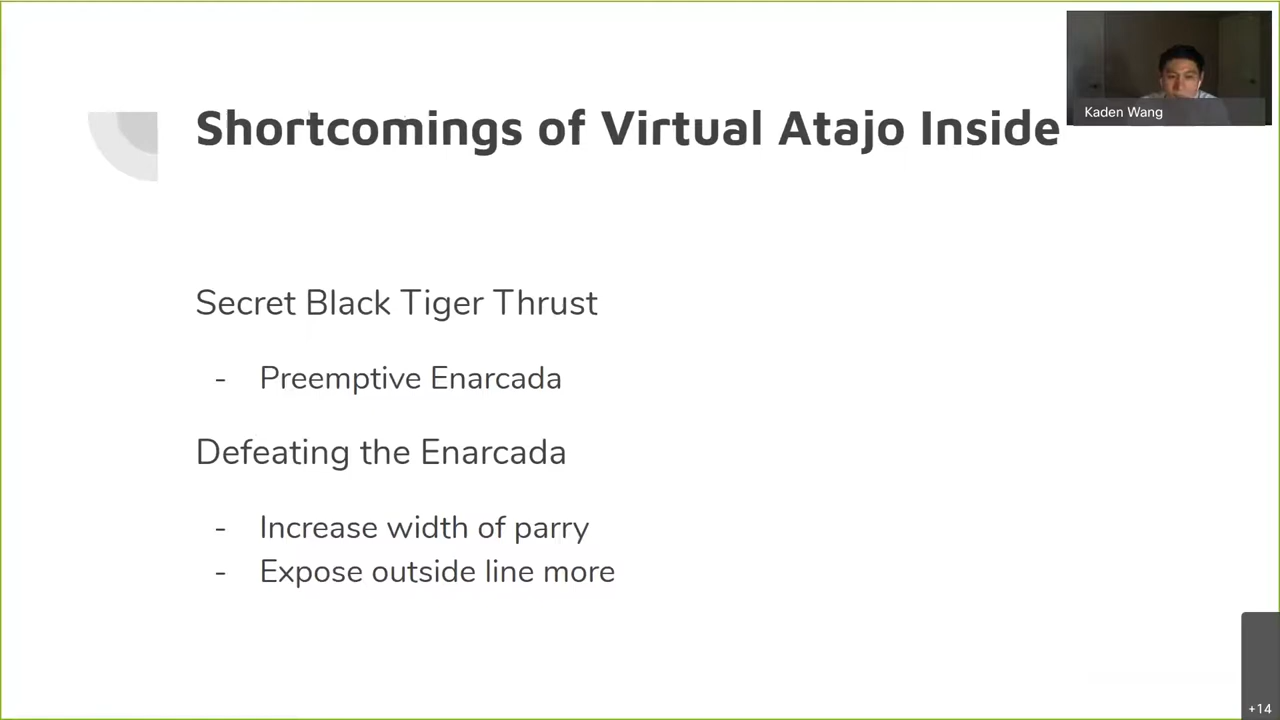 Shortcomings of Virtual Atajo Inside
Kaden Wang
Secret Black Tiger Thrust
- Preemptive Enarcada
Defeating the Enarcada
- Increase width of parry
- Expose outside line more
+14